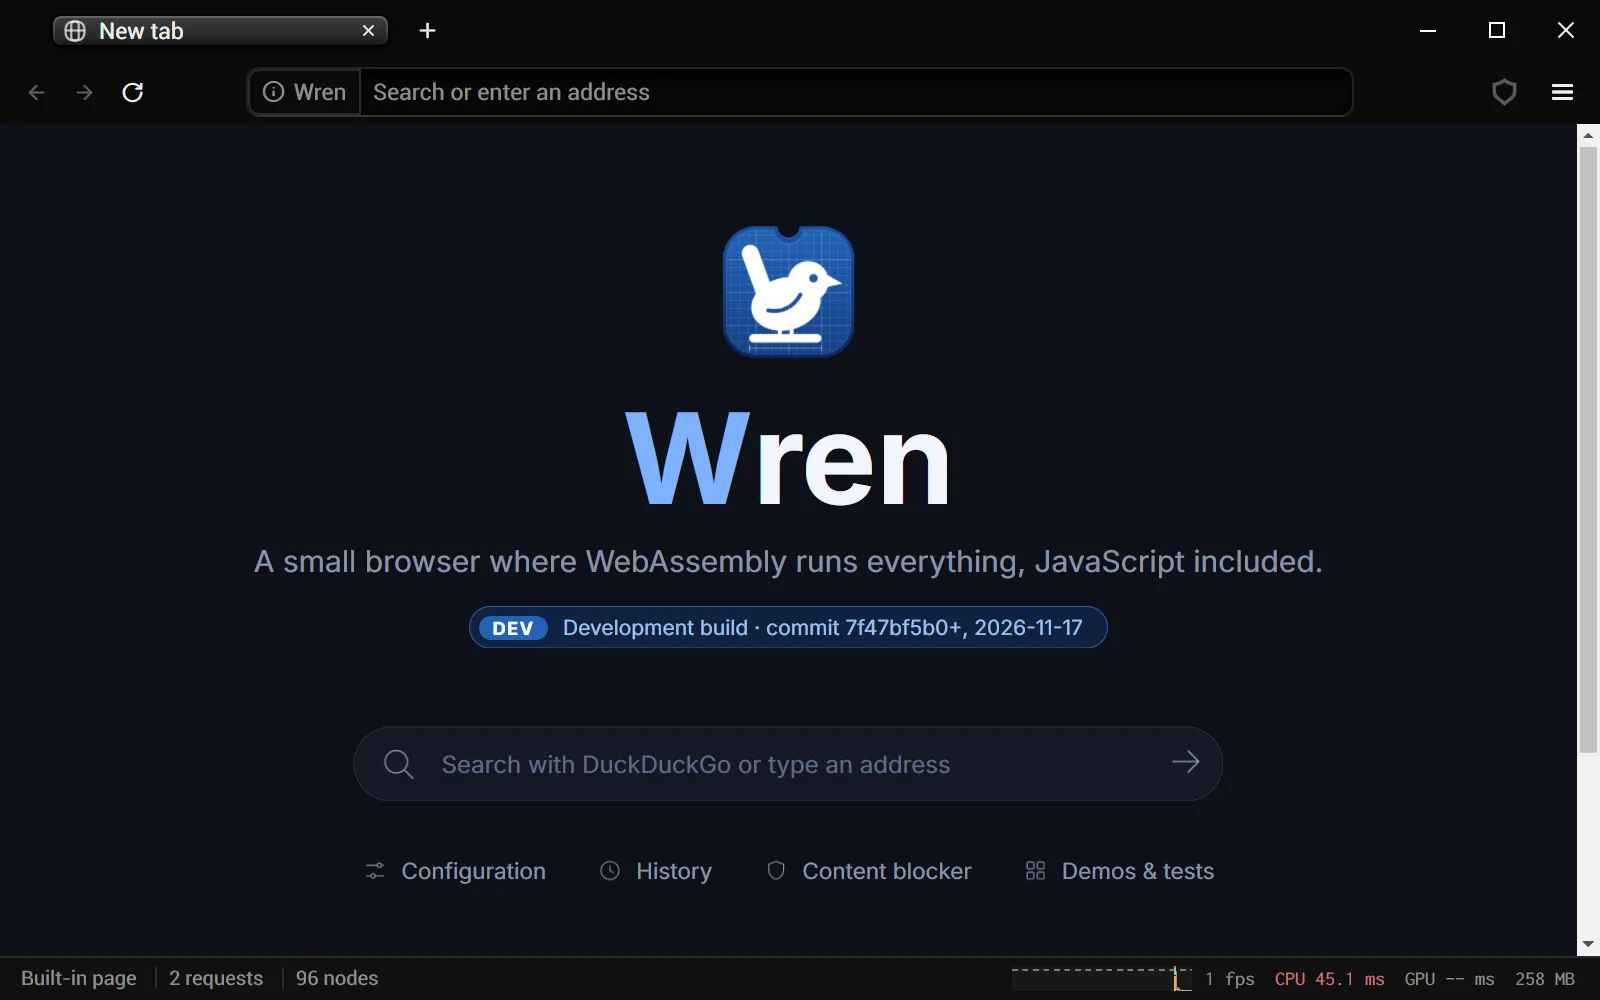 New tab
Wren
Search or enter an address
Wren
A small browser where WebAssembly runs everything, JavaScript included.
DEV Development build · commit 7f47bf5b0+, 2026-11-17
Search with DuckDuckGo or type an address
Configuration History Content blocker Demos & tests
Built-in page 2 requests 96 nodes 1 fps CPU 45.1 ms GPU -- ms 258 MB